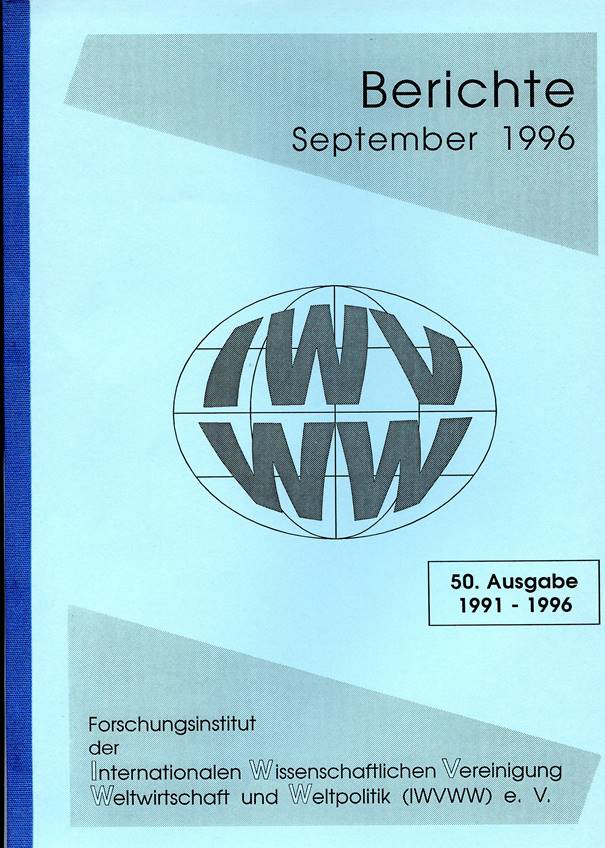 Berichte
September 1996
IWV
WW
50. Ausgabe
1991 - 1996
Forschungsinstitut
der
Internationalen Wissenschaftlichen Vereinigung
Weltwirtschaft und Weltpolitik (IWVWW) e. V.